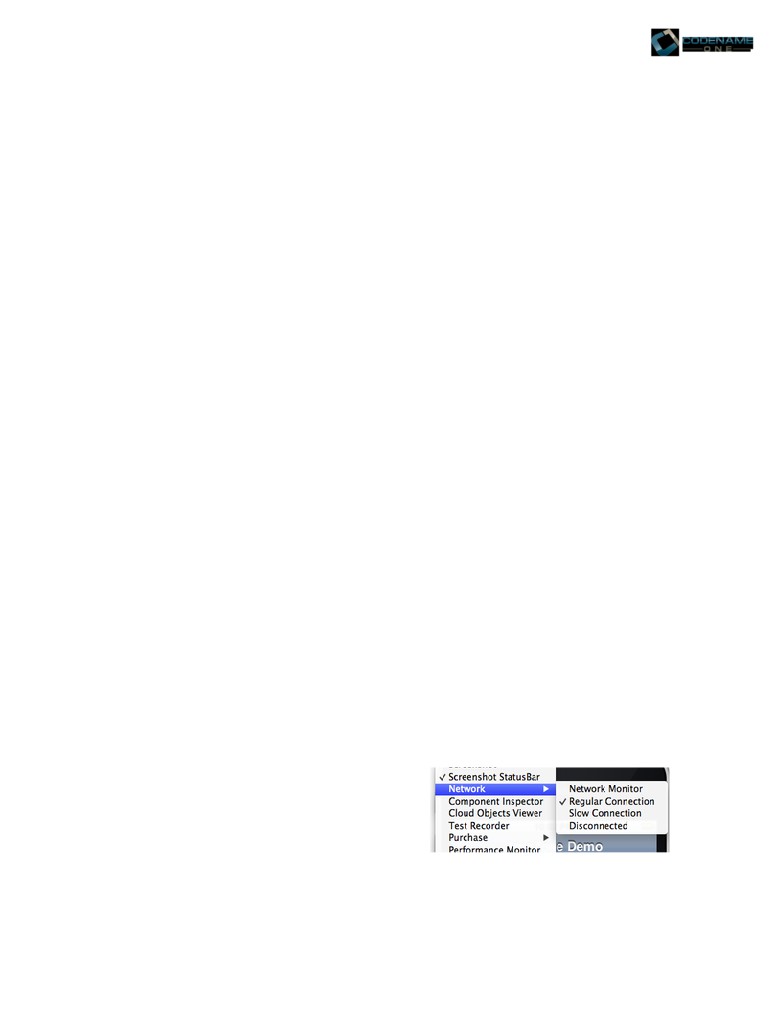 CODENAME
ONE
✓ Screenshot StatusBar
Network ▶
Component Inspector
Cloud Objects Viewer
Test Recorder
Purchase ▶
Performance Monitor
Network Monitor
✓ Regular Connection
Slow Connection
Disconnected
e Demo